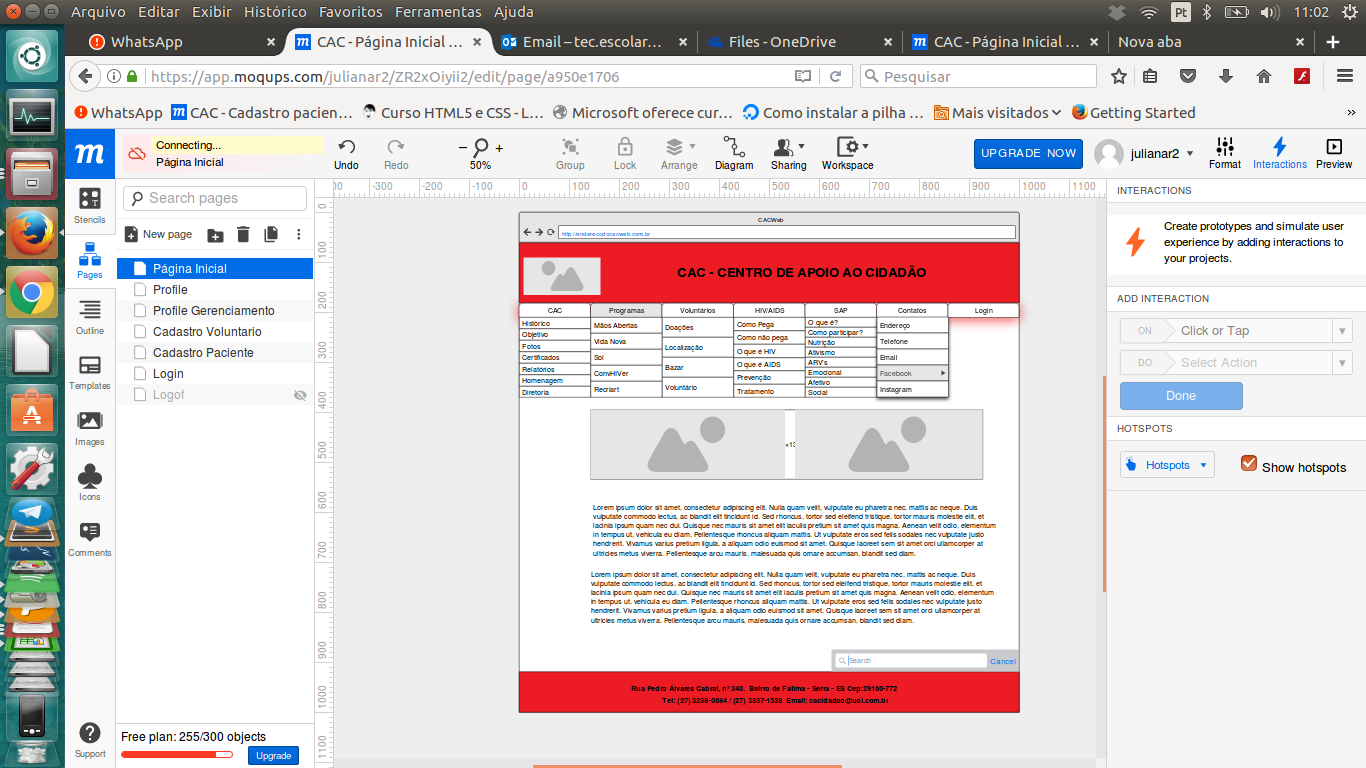 Arquivo Editar Exibir Histórico Favoritos Ferramentas Ajuda
Pt
11:02
WhatsApp
CAC - Página Inicial ...
Email – tec.escolar...
Files - OneDrive
CAC - Página Inicial ...
Nova aba
https://app.moqups.com/julianar2/ZR2xOiyii2/edit/page/a950e1706
Pesquisar
WhatsApp
CAC - Cadastro pacien...
Curso HTML5 e CSS - L...
Microsoft oferece cur...
Como instalar a pilha ...
Mais visitados
Getting Started
m
Connecting...
Página Inicial
Undo
Redo
50%
Group
Lock
Arrange
Diagram
Sharing
Workspace
UPGRADE NOW
julianar2
Format
Interactions
Preview
Stencils
Pages
Outline
Templates
Images
Icons
Comments
Support
Search pages
New page
Página Inicial
Profile
Profile Gerenciamento
Cadastro Voluntario
Cadastro Paciente
Login
Logof
Free plan: 255/300 objects
Upgrade
00 -300 -200 -100 0 100 200 300 400 500 600 700 800 900 1000 1100
0
100
200
300
400
500
600
700
800
900
1000
1100
CACWeb
http://enderecodocacweb.com.br
CAC - CENTRO DE APOIO AO CIDADÃO
CAC Programas Voluntários HIV/AIDS SAP Contatos Login
Histórico
Objetivo
Fotos
Certificados
Relatórios
Homenagem
Diretoria
Mãos Abertas
Vida Nova
Sol
ConvHIVer
Recriart
Doações
Localização
Bazar
Voluntário
Como Pega
Como não pega
O que é HIV
O que é AIDS
Prevenção
Tratamento
O que é?
Como participar?
Nutrição
Ativismo
ARVs
Emocional
Afetivo
Social
Endereço
Telefone
Email
Facebook
Instagram
Lorem ipsum dolor sit amet, consectetur adipiscing elit. Nulla quam velit, vulputate eu pharetra nec, mattis ac neque. Duis
vulputate commodo lectus, ac blandit elit tincidunt id. Sed rhoncus, tortor sed eleifend tristique, tortor mauris molestie elit, et
lacinia ipsum quam nec dui. Quisque nec mauris sit amet elit iaculis pretium sit amet quis magna. Aenean velit odio, elementum
in tempus ut, vehicula eu diam. Pellentesque rhoncus aliquam mattis. Ut vulputate eros sed felis sodales nec vulputate justo
hendrerit. Vivamus varius pretium ligula, a aliquam odio euismod sit amet. Quisque laoreet sem sit amet orci ullamcorper at
ultricies metus viverra. Pellentesque arcu mauris, malesuada quis ornare accumsan, blandit sed diam.
Lorem ipsum dolor sit amet, consectetur adipiscing elit. Nulla quam velit, vulputate eu pharetra nec, mattis ac neque. Duis
vulputate commodo lectus, ac blandit elit tincidunt id. Sed rhoncus, tortor sed eleifend tristique, tortor mauris molestie elit, et
lacinia ipsum quam nec dui. Quisque nec mauris sit amet elit iaculis pretium sit amet quis magna. Aenean velit odio, elementum
in tempus ut, vehicula eu diam. Pellentesque rhoncus aliquam mattis. Ut vulputate eros sed felis sodales nec vulputate justo
hendrerit. Vivamus varius pretium ligula, a aliquam odio euismod sit amet. Quisque laoreet sem sit amet orci ullamcorper at
ultricies metus viverra. Pellentesque arcu mauris, malesuada quis ornare accumsan, blandit sed diam.
Search
Cancel
Rua Pedro Álvares Cabral, nº 340. Bairro de Fátima - Serra - ES Cep:29160-772
Tel: (27) 3238-0684 / (27) 3337-1538 Email: cacidadao@uol.com.br
INTERACTIONS
Create prototypes and simulate user
experience by adding interactions to
your projects.
ADD INTERACTION
ON Click or Tap
DO Select Action
Done
HOTSPOTS
Hotspots
Show hotspots